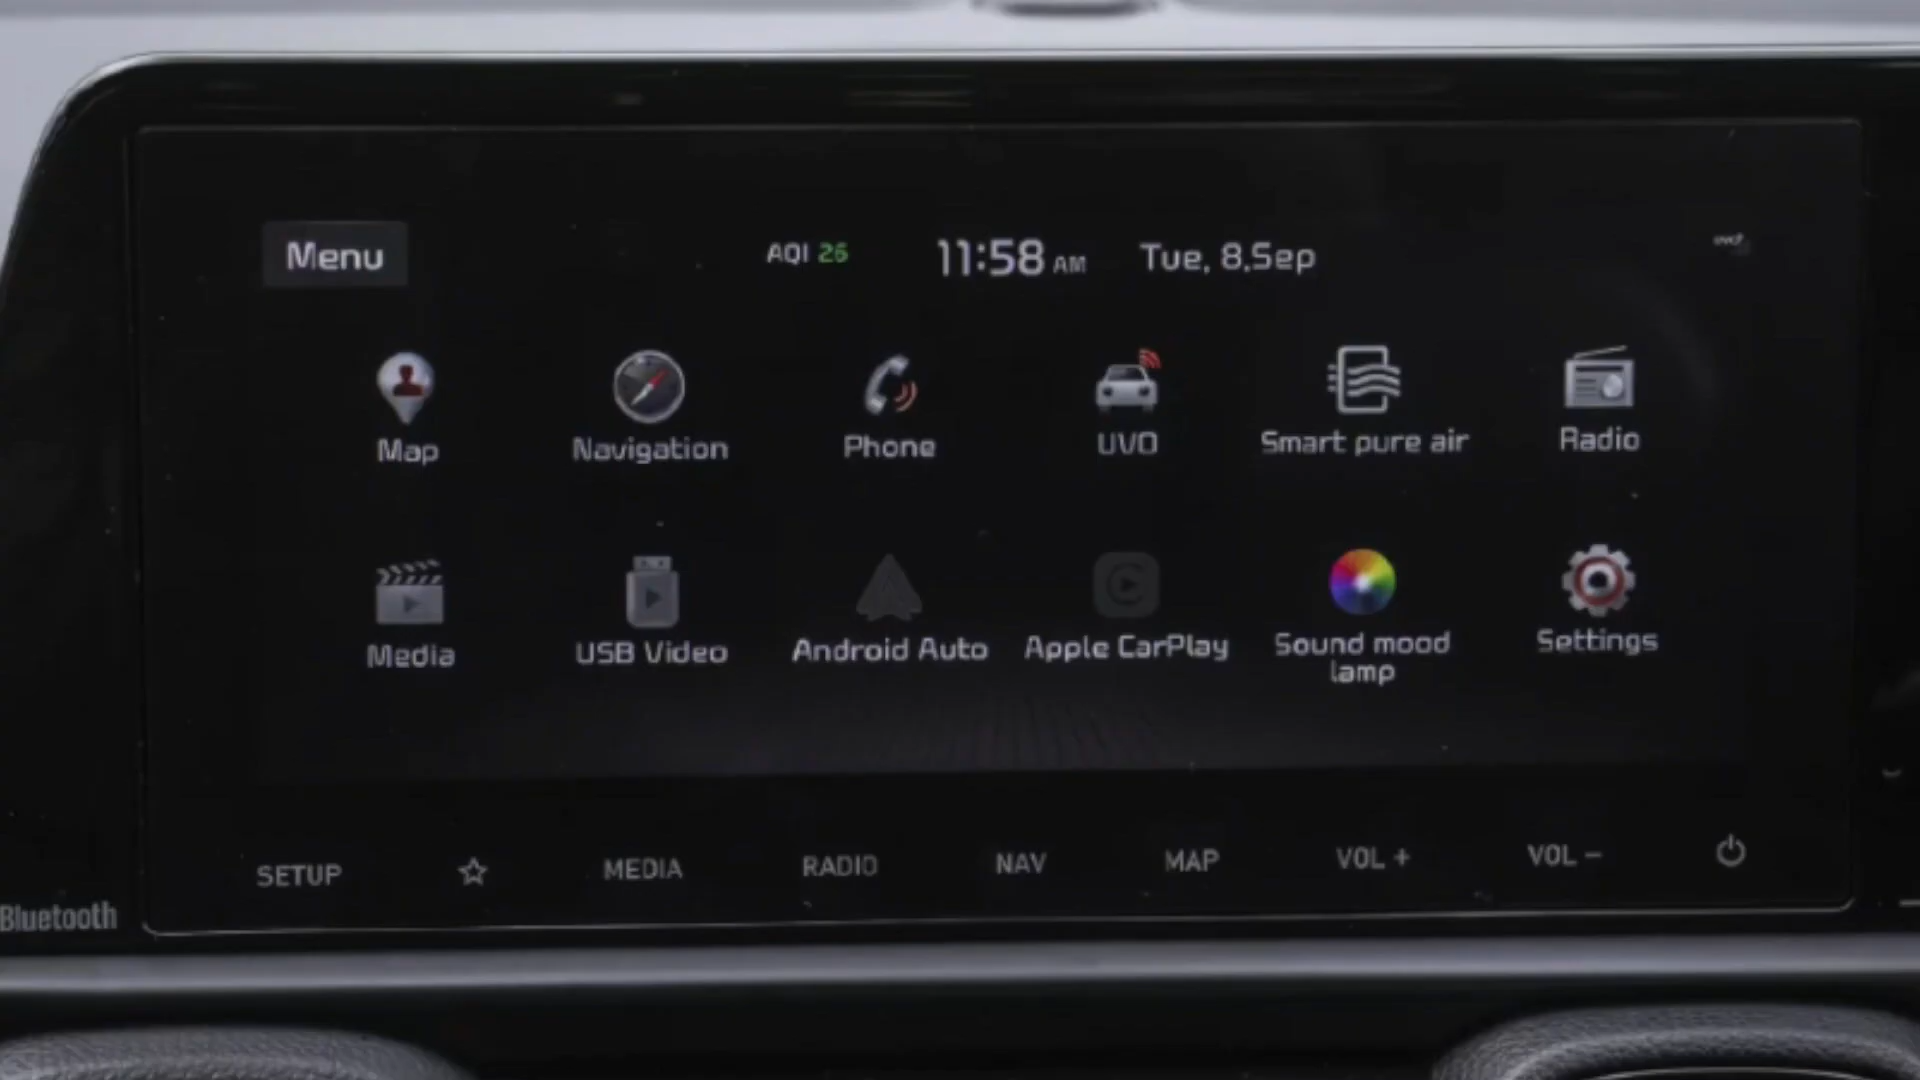 Menu
AQI 26
11:58 AM
Tue, 8.Sep
Map
Navigation
Phone
UVO
Smart pure air
Radio
Media
USB Video
Android Auto
Apple CarPlay
Sound mood
lamp
Settings
SETUP
MEDIA
RADIO
NAV
MAP
VOL +
VOL −
Bluetooth